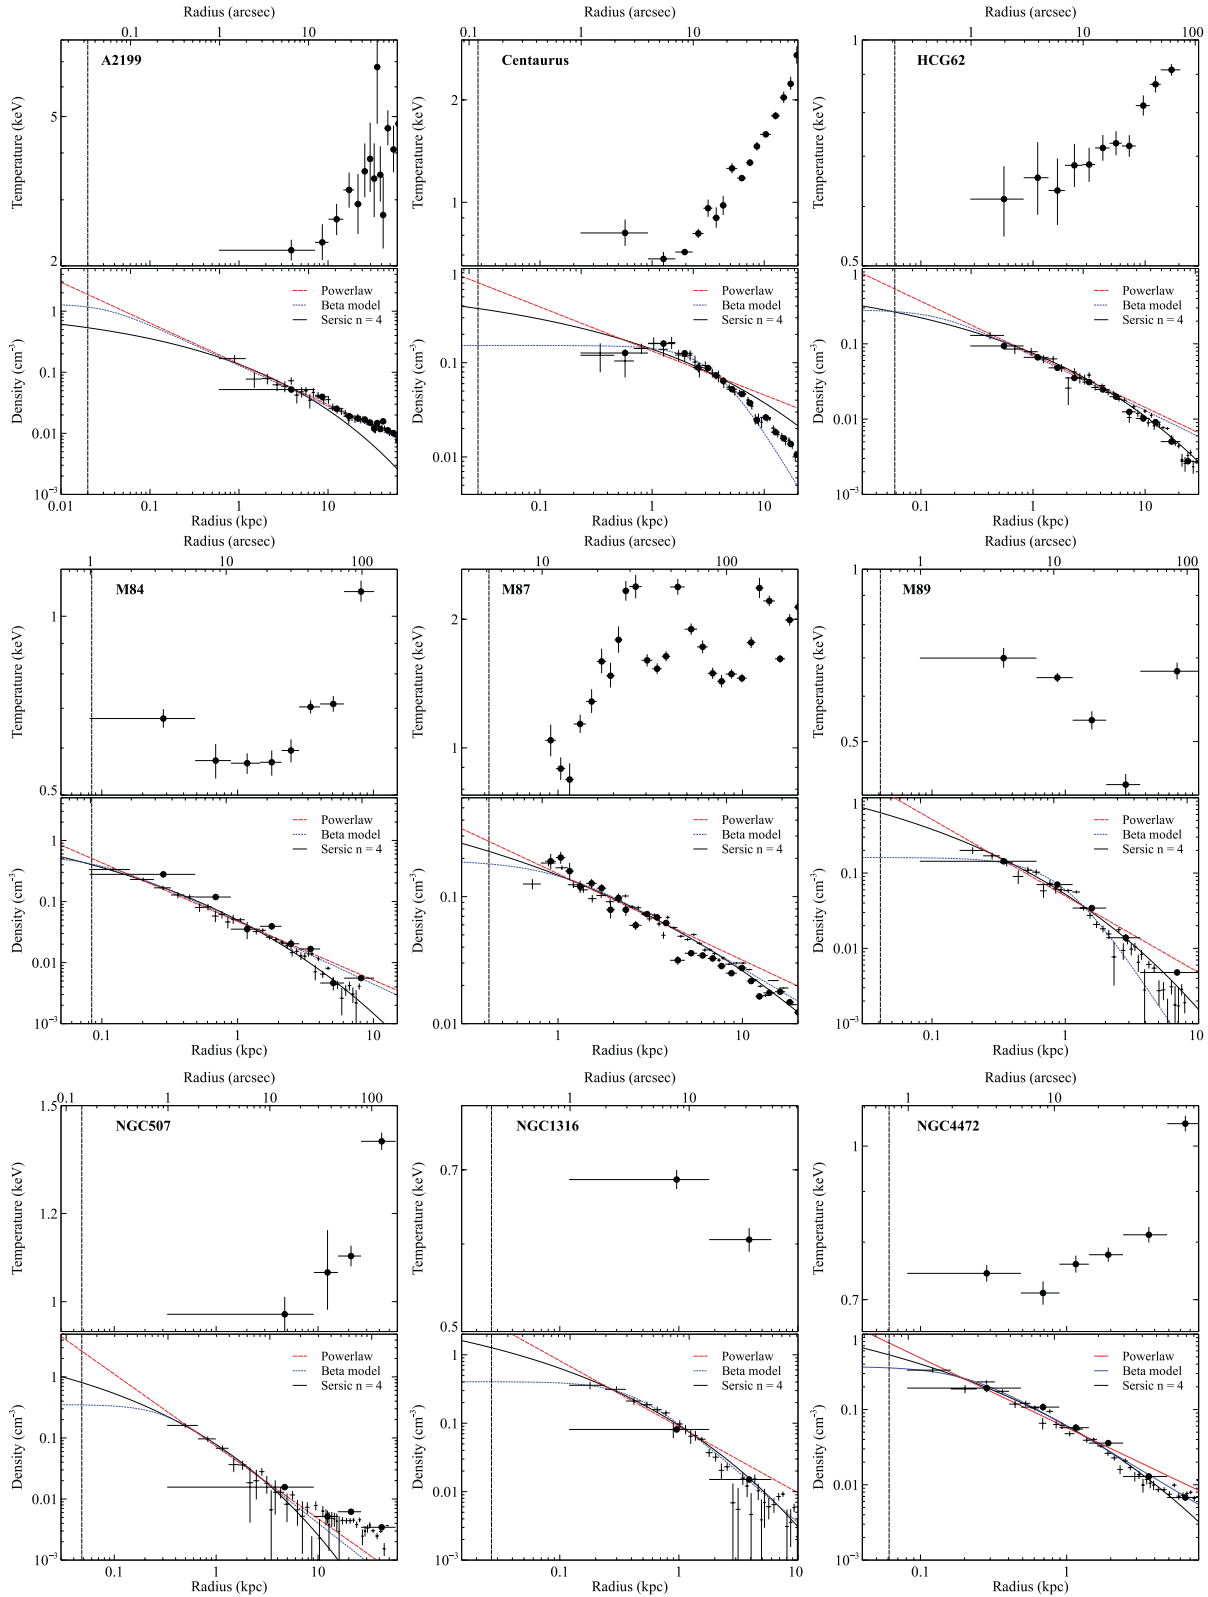 Radius (arcsec) Radius (arcsec) Radius (arcsec)
0.1 1 10 0.1 1 10 1 10 100
A2199 Centaurus HCG62
Temperature (keV) Temperature (keV) Temperature (keV)
5 2
2 1 1 0.5
Powerlaw Powerlaw Powerlaw
Beta model Beta model Beta model
Sersic n = 4 Sersic n = 4 Sersic n = 4
Density (cm⁻³) Density (cm⁻³) Density (cm⁻³)
1 0.1 0.01 10⁻³ 1 0.1 0.01 1 0.1 0.01 10⁻³
0.01 0.1 1 10 0.1 1 10 0.1 1 10
Radius (kpc) Radius (kpc) Radius (kpc)
Radius (arcsec) Radius (arcsec) Radius (arcsec)
1 10 100 10 100 1 10 100
M84 M87 M89
Temperature (keV) Temperature (keV) Temperature (keV)
1 0.5 2 1 1 0.5
Powerlaw Powerlaw Powerlaw
Beta model Beta model Beta model
Sersic n = 4 Sersic n = 4 Sersic n = 4
Density (cm⁻³) Density (cm⁻³) Density (cm⁻³)
1 0.1 0.01 10⁻³ 0.1 0.01 1 0.1 0.01 10⁻³
0.1 1 10 1 10 0.1 1 10
Radius (kpc) Radius (kpc) Radius (kpc)
Radius (arcsec) Radius (arcsec) Radius (arcsec)
0.1 1 10 100 1 10 1 10
NGC507 NGC1316 NGC4472
Temperature (keV) Temperature (keV) Temperature (keV)
1.5 1.2 1 0.7 0.5 1 0.7
Powerlaw Powerlaw Powerlaw
Beta model Beta model Beta model
Sersic n = 4 Sersic n = 4 Sersic n = 4
Density (cm⁻³) Density (cm⁻³) Density (cm⁻³)
1 0.1 0.01 10⁻³ 1 0.1 0.01 10⁻³ 1 0.1 0.01 10⁻³
0.1 1 10 0.1 1 10 0.1 1
Radius (kpc) Radius (kpc) Radius (kpc)